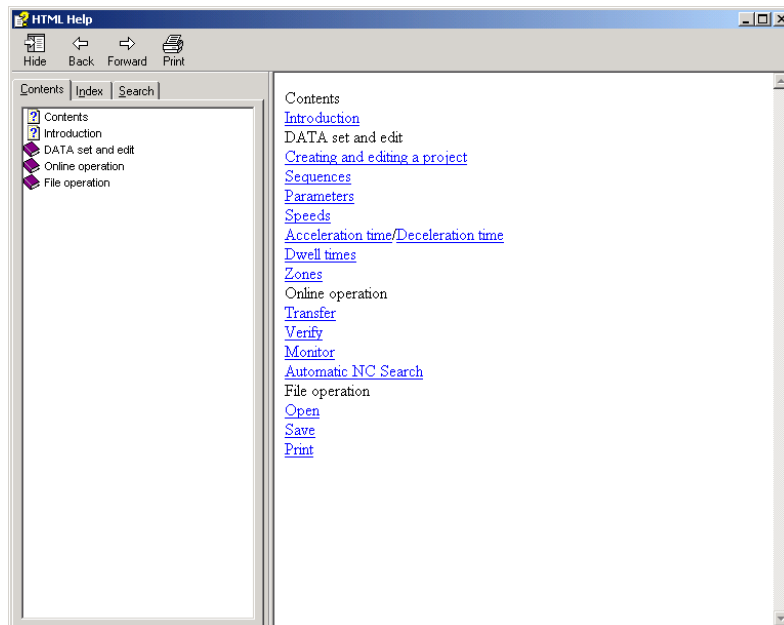 HTML Help
Hide Back Forward Print
Contents Index Search
Contents
Introduction
DATA set and edit
Online operation
File operation
Contents
Introduction
DATA set and edit
Creating and editing a project
Sequences
Parameters
Speeds
Acceleration time/Deceleration time
Dwell times
Zones
Online operation
Transfer
Verify
Monitor
Automatic NC Search
File operation
Open
Save
Print